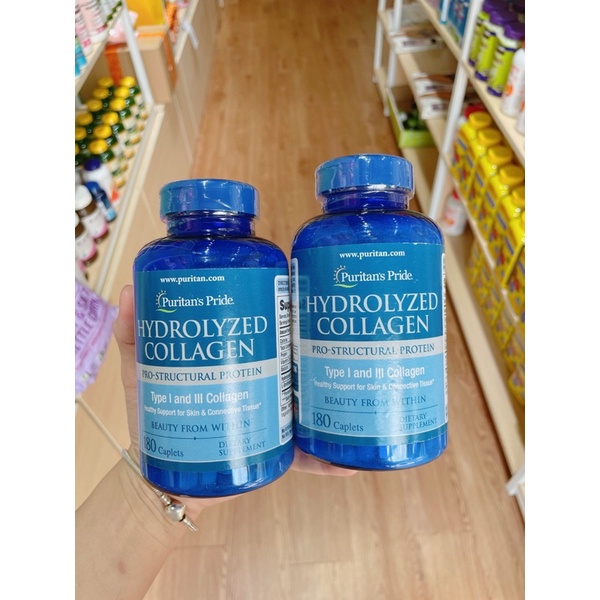 www.puritan.com
Puritan's Pride
HYDROLYZED
COLLAGEN
PRO-STRUCTURAL PROTEIN
Type I and III Collagen
Healthy Support for Skin & Connective Tissue*
BEAUTY FROM WITHIN
180 Caplets
DIETARY
SUPPLEMENT
www.puritan.com
Puritan's Pride
HYDROLYZED
COLLAGEN
PRO-STRUCTURAL PROTEIN
Type I and III Collagen
Healthy Support for Skin & Connective Tissue*
BEAUTY FROM WITHIN
180 Caplets
DIETARY
SUPPLEMENT